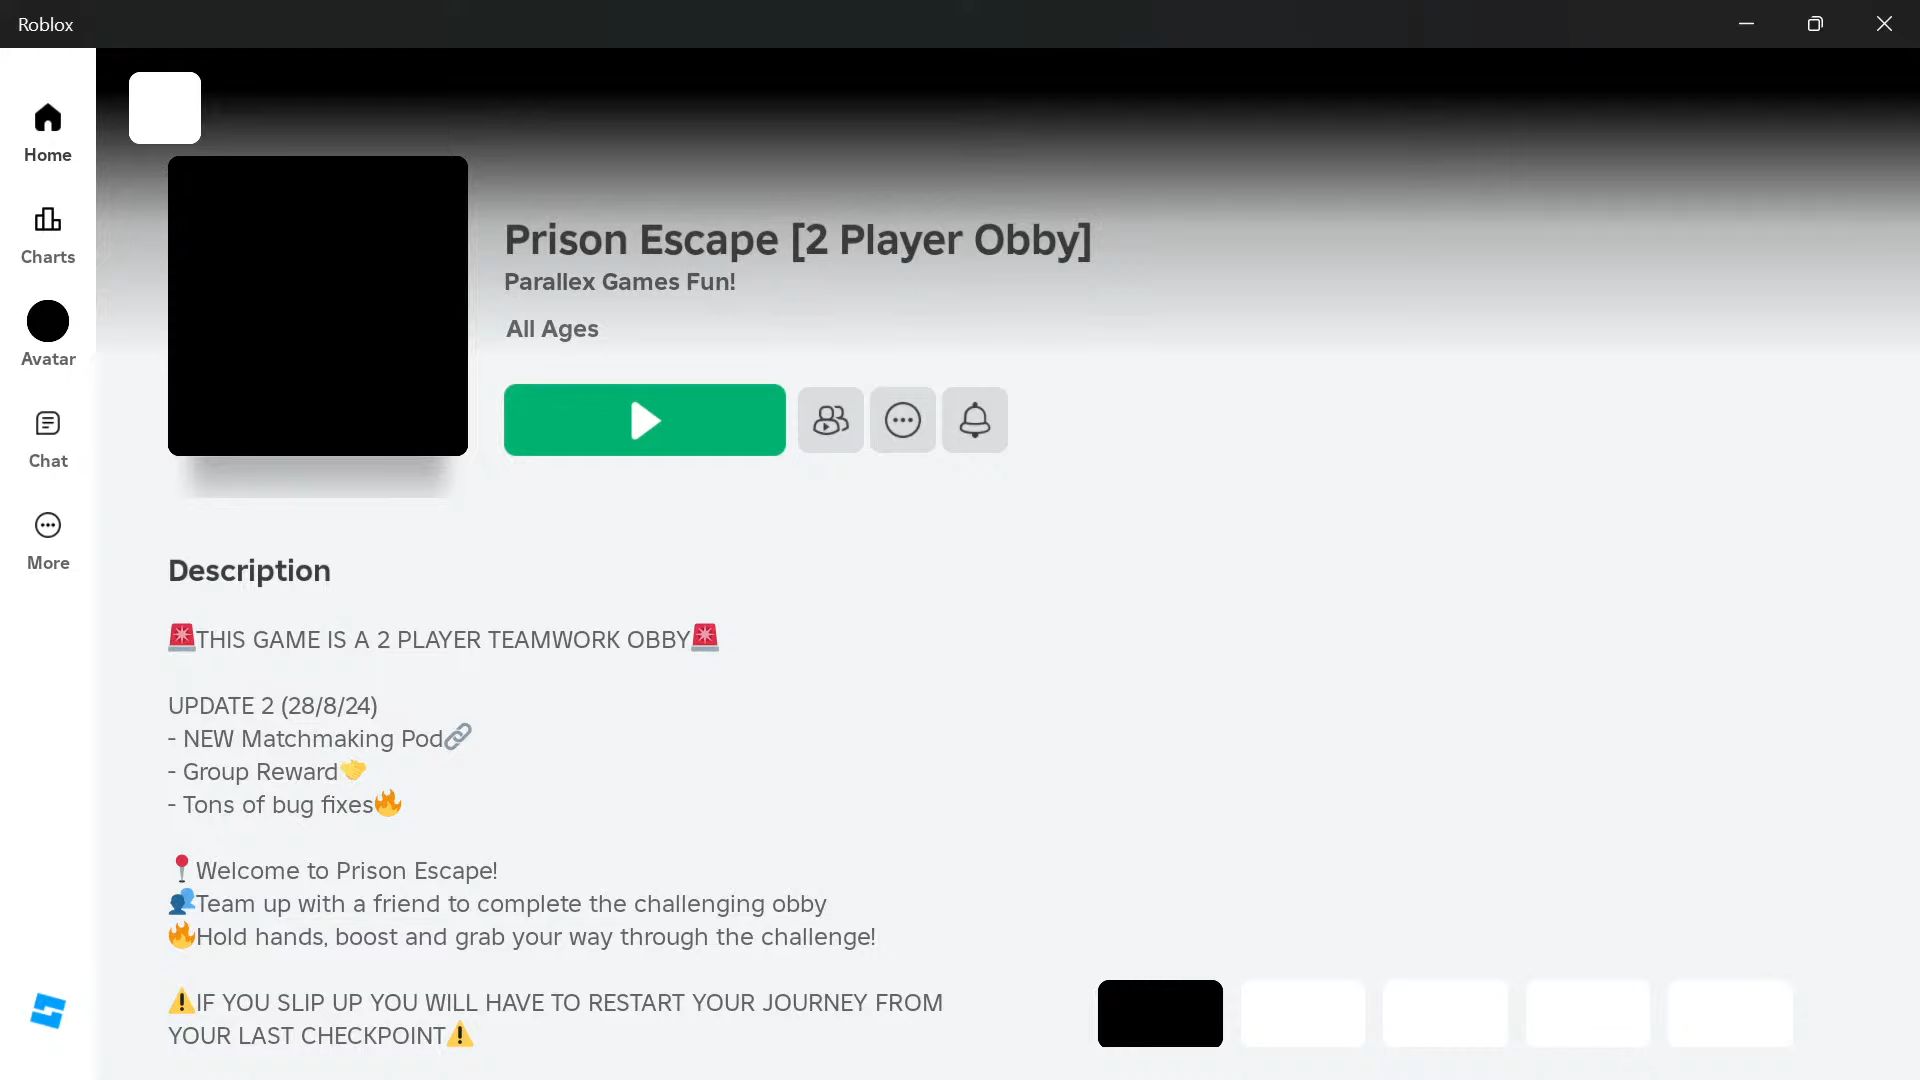 Roblox
Home
Charts
Avatar
Chat
More
Prison Escape [2 Player Obby]
Parallex Games Fun!
All Ages
Description
🚨THIS GAME IS A 2 PLAYER TEAMWORK OBBY🚨
UPDATE 2 (28/8/24)
- NEW Matchmaking Pod🔗
- Group Reward🤝
- Tons of bug fixes🔥
📍Welcome to Prison Escape!
👥Team up with a friend to complete the challenging obby
🔥Hold hands, boost and grab your way through the challenge!
⚠️IF YOU SLIP UP YOU WILL HAVE TO RESTART YOUR JOURNEY FROM
YOUR LAST CHECKPOINT⚠️